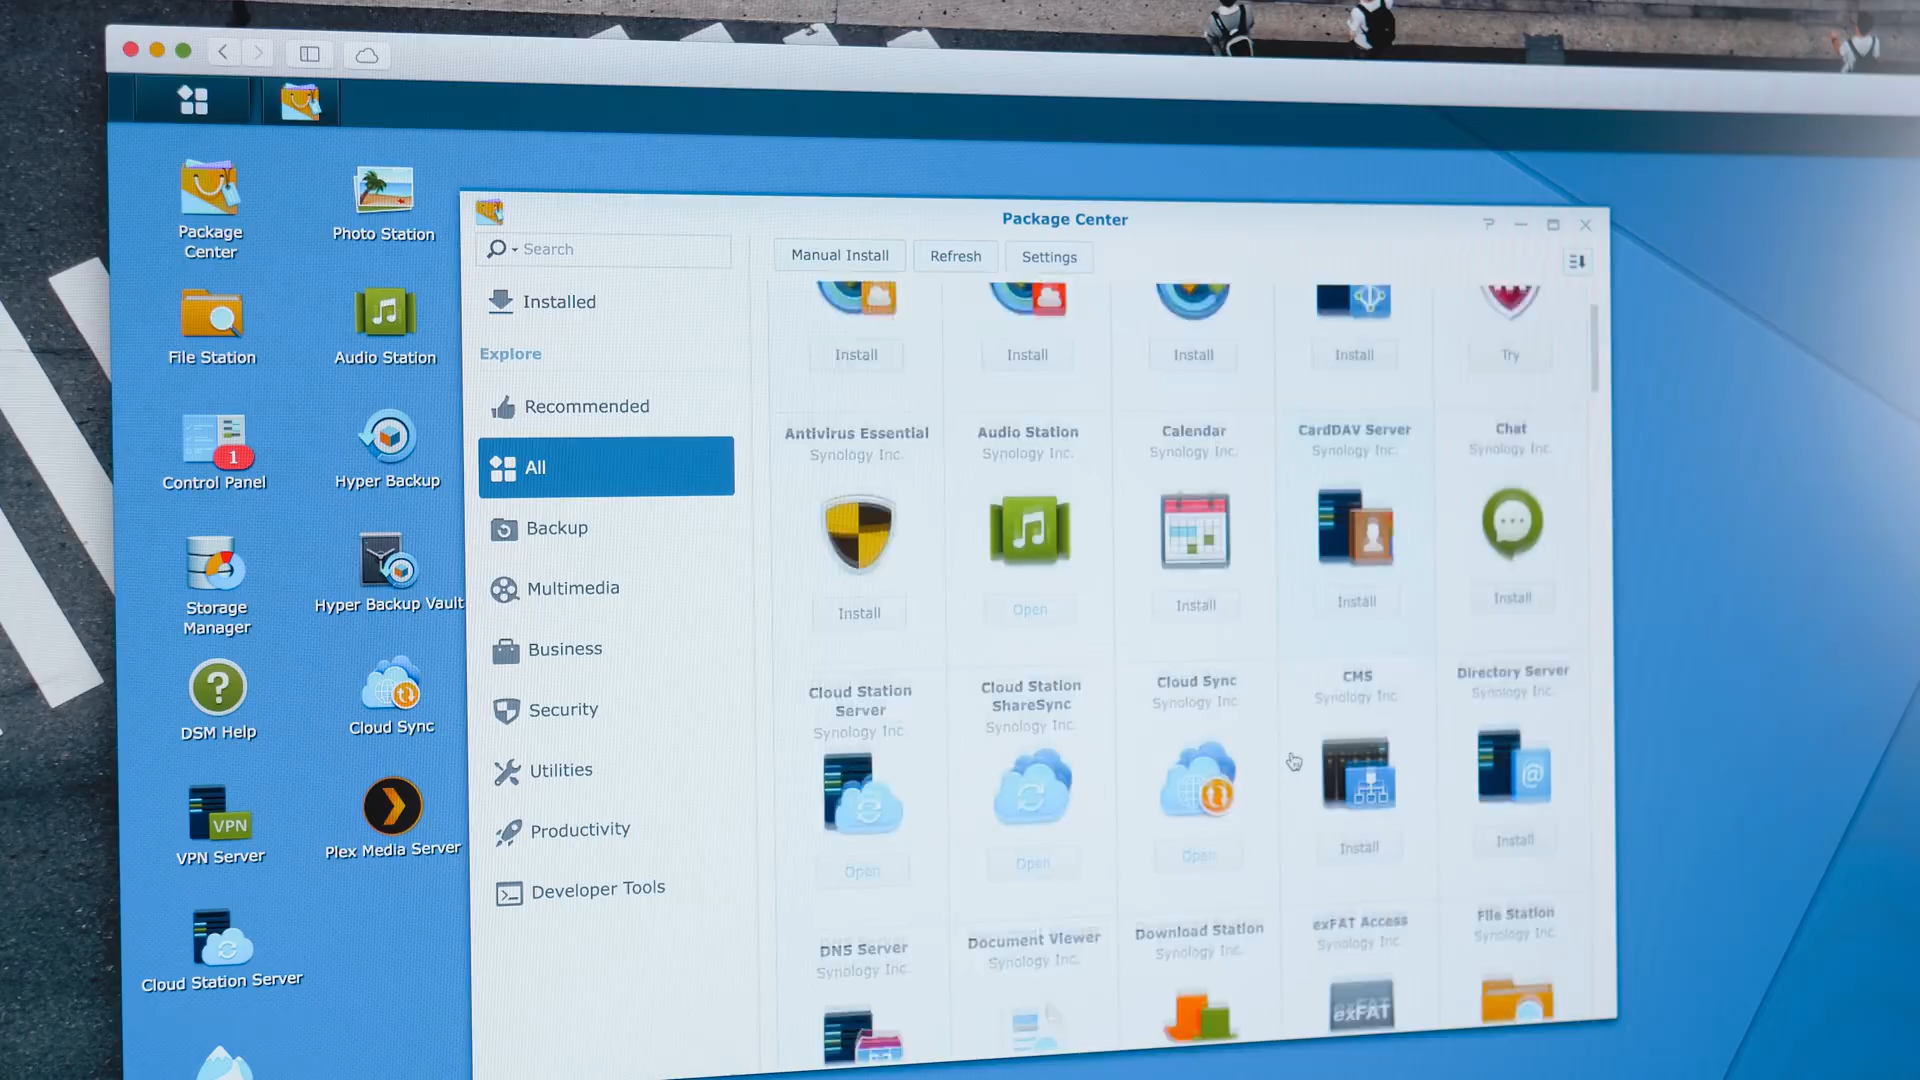 Package
Center
Photo Station
File Station
Audio Station
1
Control Panel
Hyper Backup
Storage
Manager
Hyper Backup Vault
?
DSM Help
Cloud Sync
VPN
VPN Server
Plex Media Server
Cloud Station Server
Package Center
?
Search
Manual Install
Refresh
Settings
Installed
Explore
Recommended
All
Backup
Multimedia
Business
Security
Utilities
Productivity
Developer Tools
Install
Install
Install
Install
Try
Antivirus Essential
Synology Inc.
Install
Audio Station
Synology Inc.
Open
Calendar
Synology Inc.
Install
CardDAV Server
Synology Inc.
Install
Chat
Synology Inc.
Install
Cloud Station
Server
Synology Inc.
Open
Cloud Station
ShareSync
Synology Inc.
Open
Cloud Sync
Synology Inc.
Open
CMS
Synology Inc.
Install
Directory Server
Synology Inc.
@
Install
DNS Server
Synology Inc.
Document Viewer
Synology Inc.
Download Station
Synology Inc.
exFAT Access
Synology Inc.
exFAT
File Station
Synology Inc.